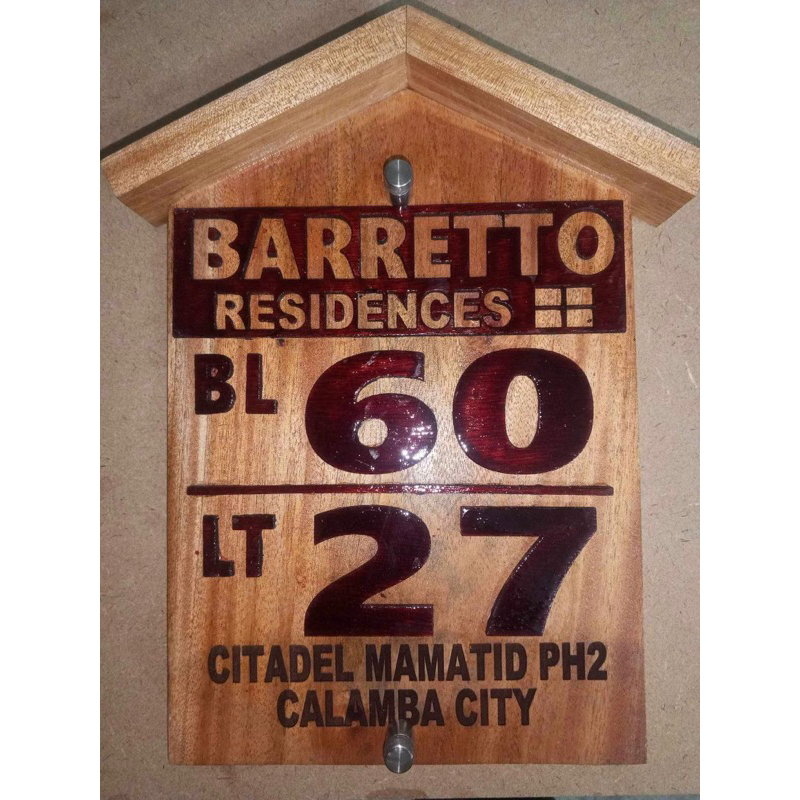 BARRETTO
RESIDENCES
BL 60
LT 27
CITADEL MAMATID PH2
CALAMBA CITY